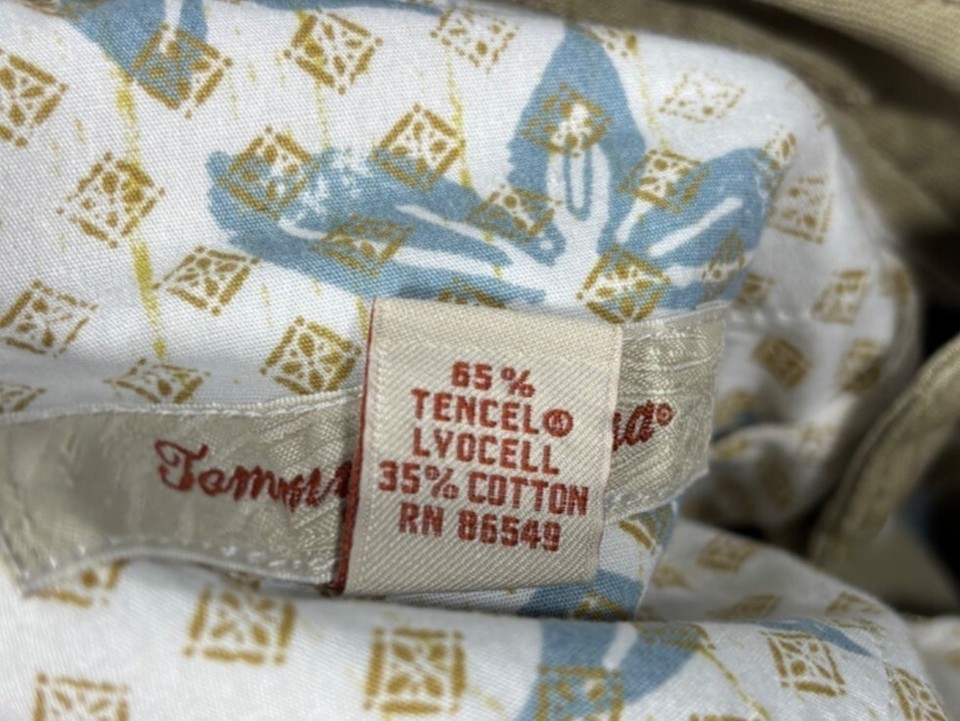 65%
TENCEL®
LYOCELL
35% COTTON
RN 86549